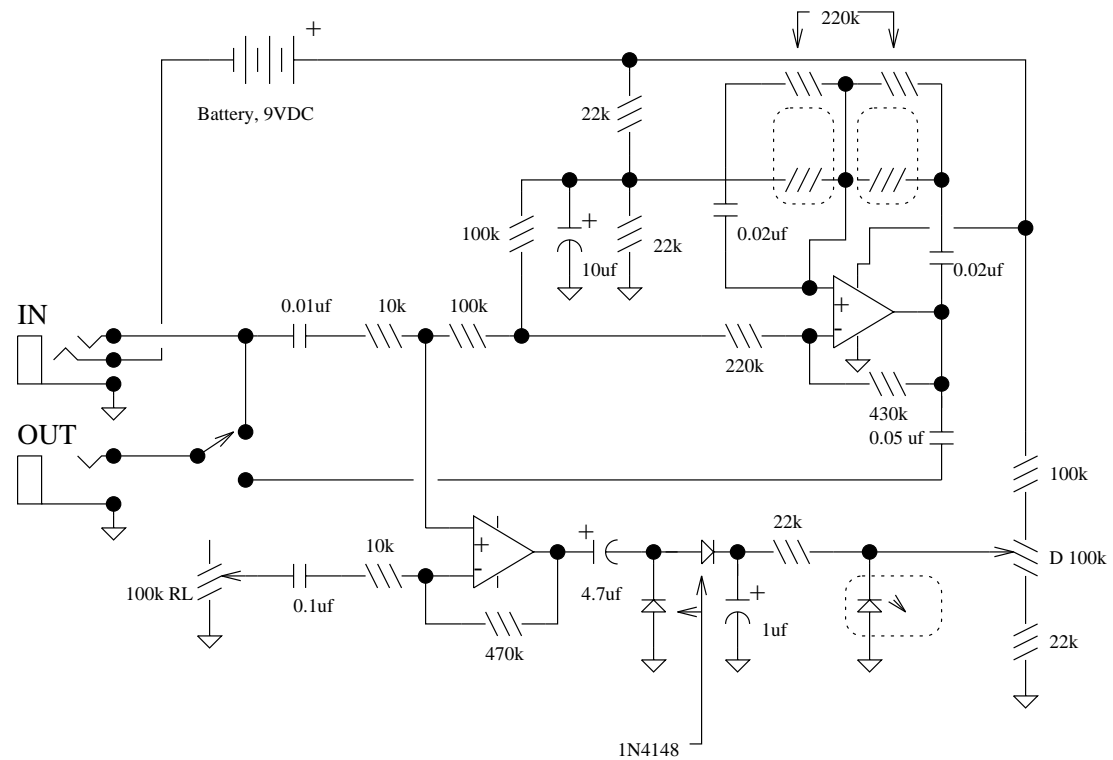 220k
+
22k
Battery, 9VDC
100k
+
10uf
22k
0.02uf
0.02uf
IN
0.01uf
10k
100k
+
-
220k
430k
OUT
0.05 uf
100k
22k
10k
+
-
+
D 100k
100k RL
0.1uf
4.7uf
+
1uf
470k
22k
1N4148